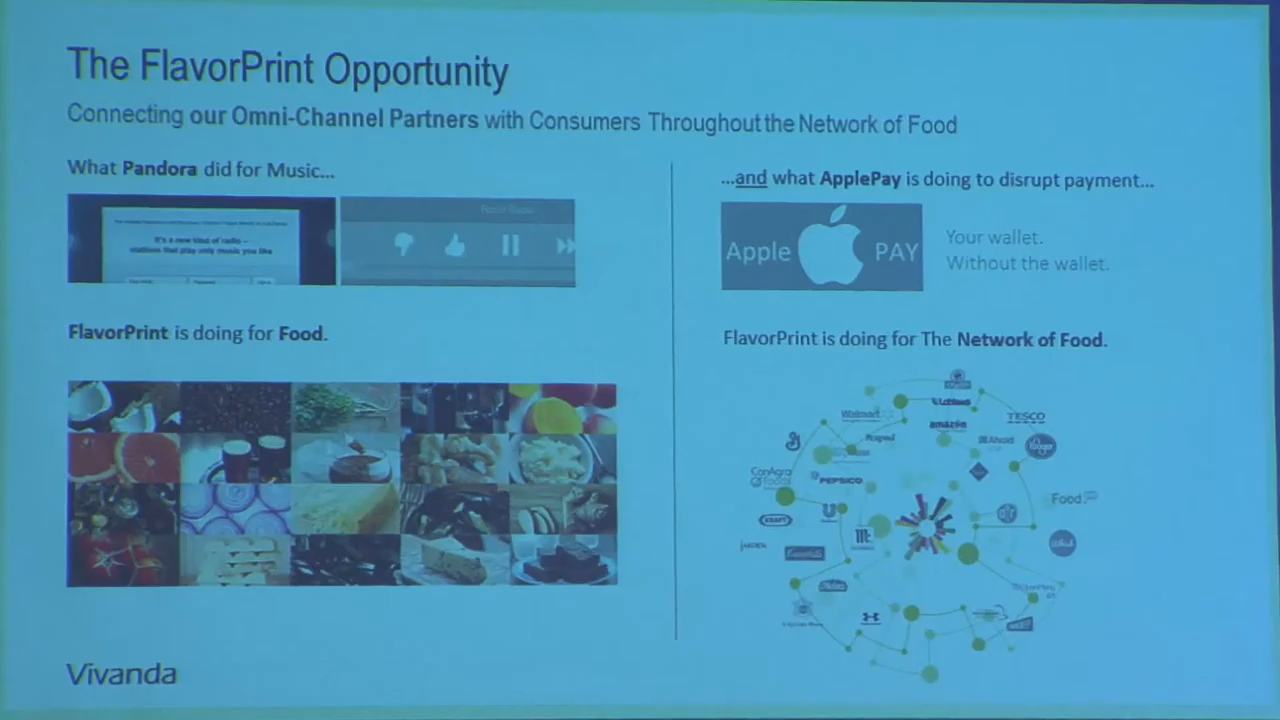 The FlavorPrint Opportunity
Connecting our Omni-Channel Partners with Consumers Throughout the Network of Food
What Pandora did for Music...
It's a new kind of radio –
stations that play only music you like
FlavorPrint is doing for Food.
...and what ApplePay is doing to disrupt payment...
Apple PAY
Your wallet.
Without the wallet.
FlavorPrint is doing for The Network of Food.
Walmart
TESCO
amazon
Ahold
Kroger
ConAgra
Foods
PEPSICO
Food
KRAFT
Vivanda